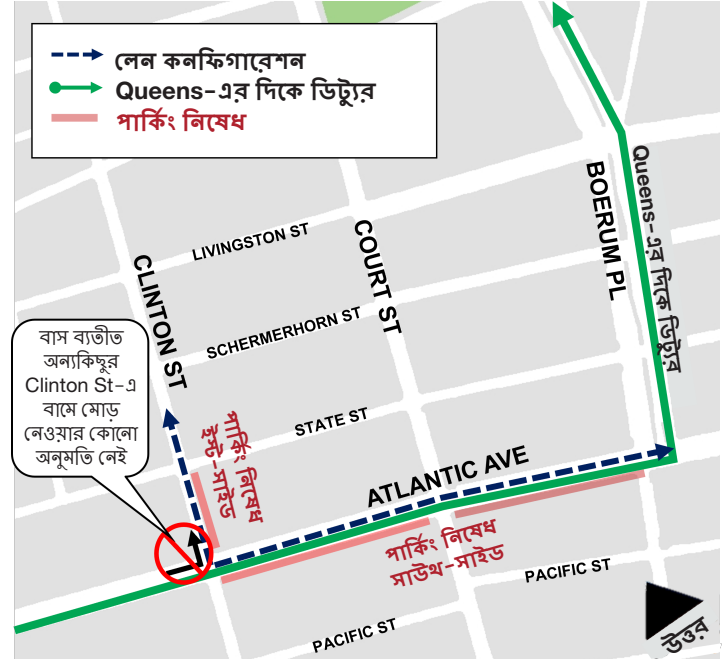 লেন কনফিগারেশন
Queens-এর দিকে ডিট্যুর
পার্কিং নিষেধ
LIVINGSTON ST
COURT ST
BOERUM PL
Queens-এর দিকে ডিট্যুর
CLINTON ST
SCHERMERHORN ST
বাস ব্যতীত
অন্যকিছুর
Clinton St-এ
বামে মোড়
নেওয়ার কোনো
অনুমতি নেই
STATE ST
পার্কিং নিষেধ
ইস্ট-সাইড
ATLANTIC AVE
পার্কিং নিষেধ
সাউথ-সাইড
PACIFIC ST
PACIFIC ST
উত্তর